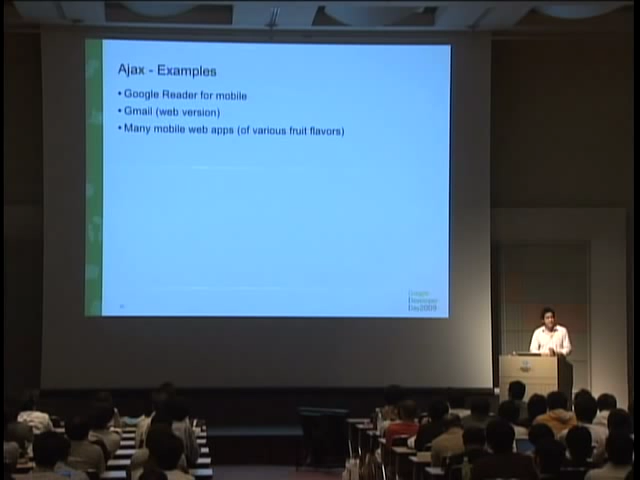 Ajax - Examples
• Google Reader for mobile
• Gmail (web version)
• Many mobile web apps (of various fruit flavors)
Google
Developer
Day2009